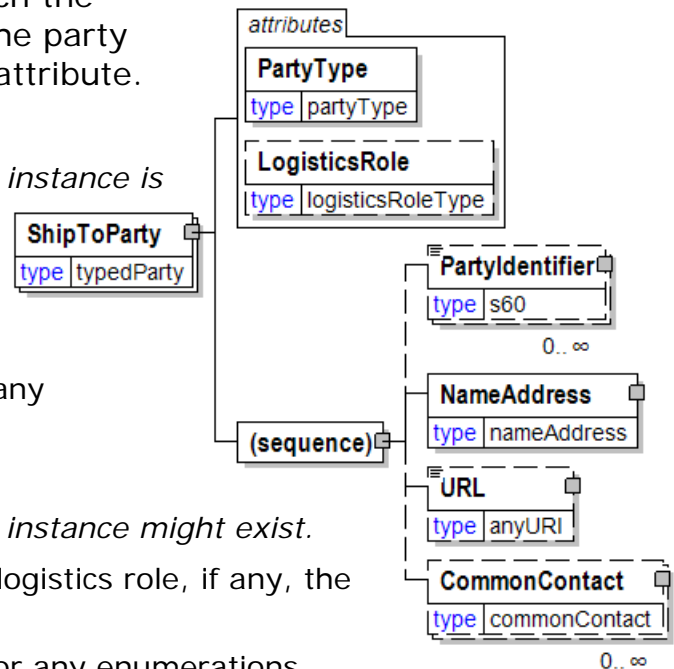 ch the
ne party
attribute.
instance is
any
instance might exist.
logistics role, if any, the
or any enumerations
attributes
PartyType
type partyType
LogisticsRole
type logisticsRoleType
ShipToParty
type typedParty
(sequence)
PartyIdentifier
type s60
0.. ∞
NameAddress
type nameAddress
URL
type anyURI
CommonContact
type commonContact
0.. ∞